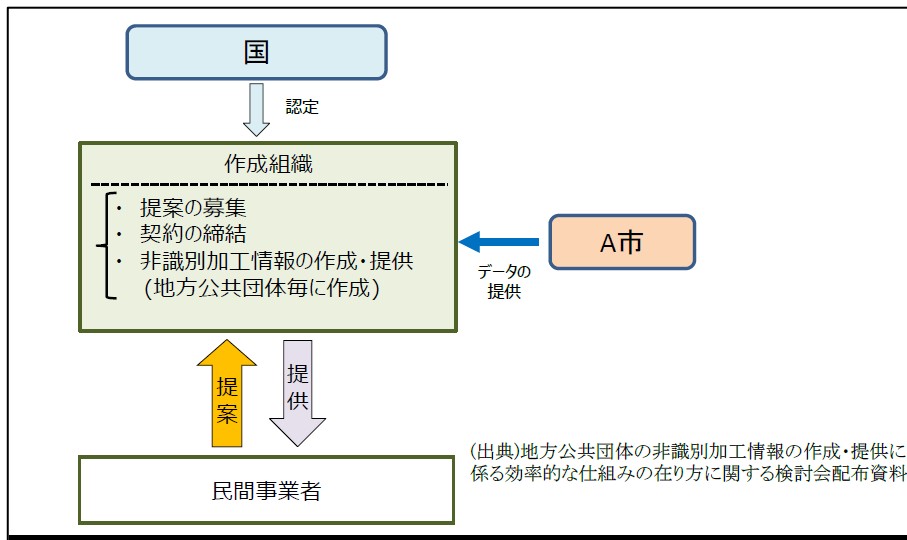 国
認定
作成組織
・ 提案の募集
・ 契約の締結
・ 非識別加工情報の作成・提供
(地方公共団体毎に作成)
A市
データの
提供
提案
提供
民間事業者
(出典)地方公共団体の非識別加工情報の作成・提供に
係る効率的な仕組みの在り方に関する検討会配布資料